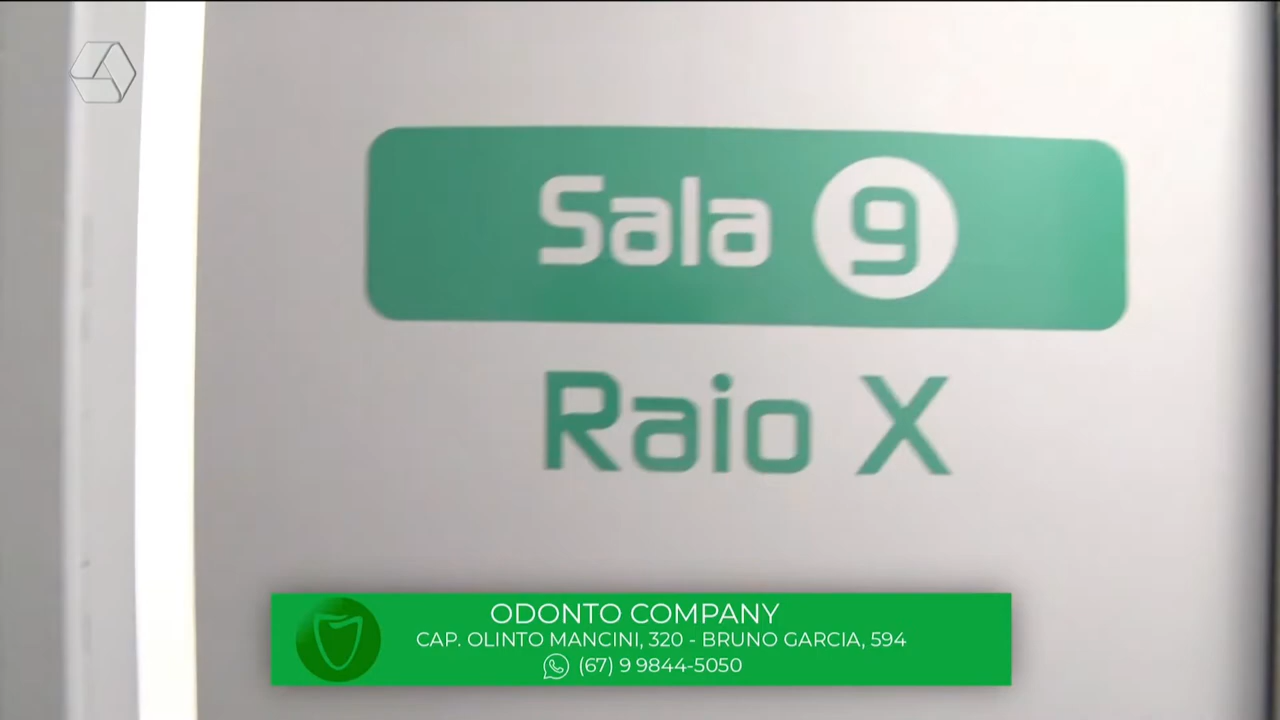 Sala 9
Raio X
ODONTO COMPANY
CAP. OLINTO MANCINI, 320 - BRUNO GARCIA, 594
(67) 9 9844-5050